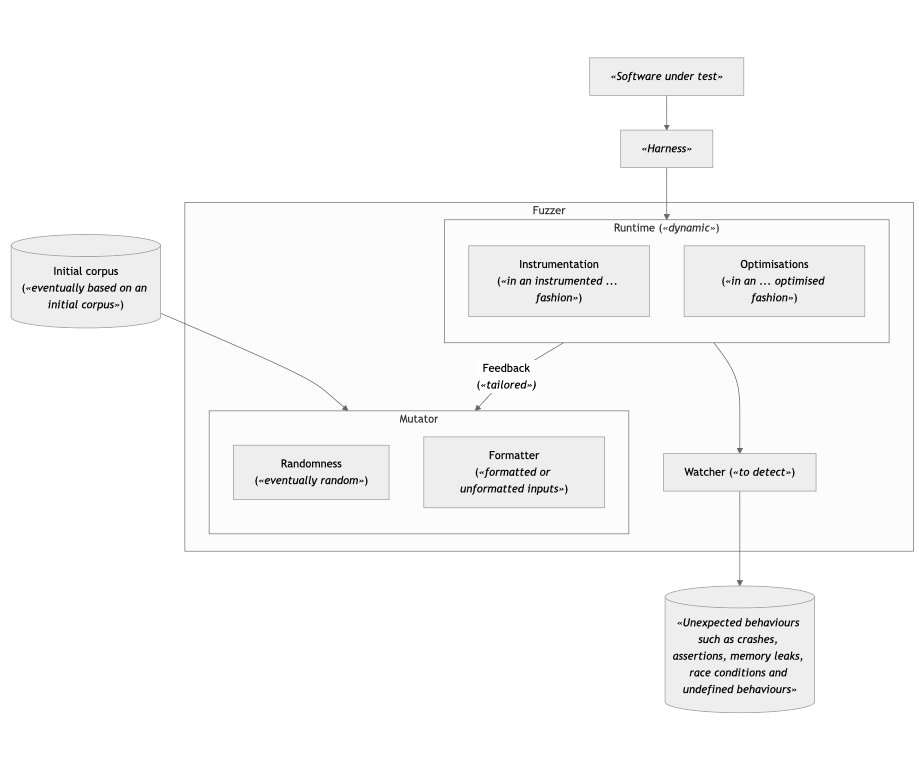 «Software under test»
«Harness»
Fuzzer
Runtime («dynamic»)
Instrumentation
(«in an instrumented ...
fashion»)
Optimisations
(«in an ... optimised
fashion»)
Initial corpus
(«eventually based on an
initial corpus»)
Feedback
(«tailored»)
Mutator
Randomness
(«eventually random»)
Formatter
(«formatted or
unformatted inputs»)
Watcher («to detect»)
«Unexpected behaviours
such as crashes,
assertions, memory leaks,
race conditions and
undefined behaviours»